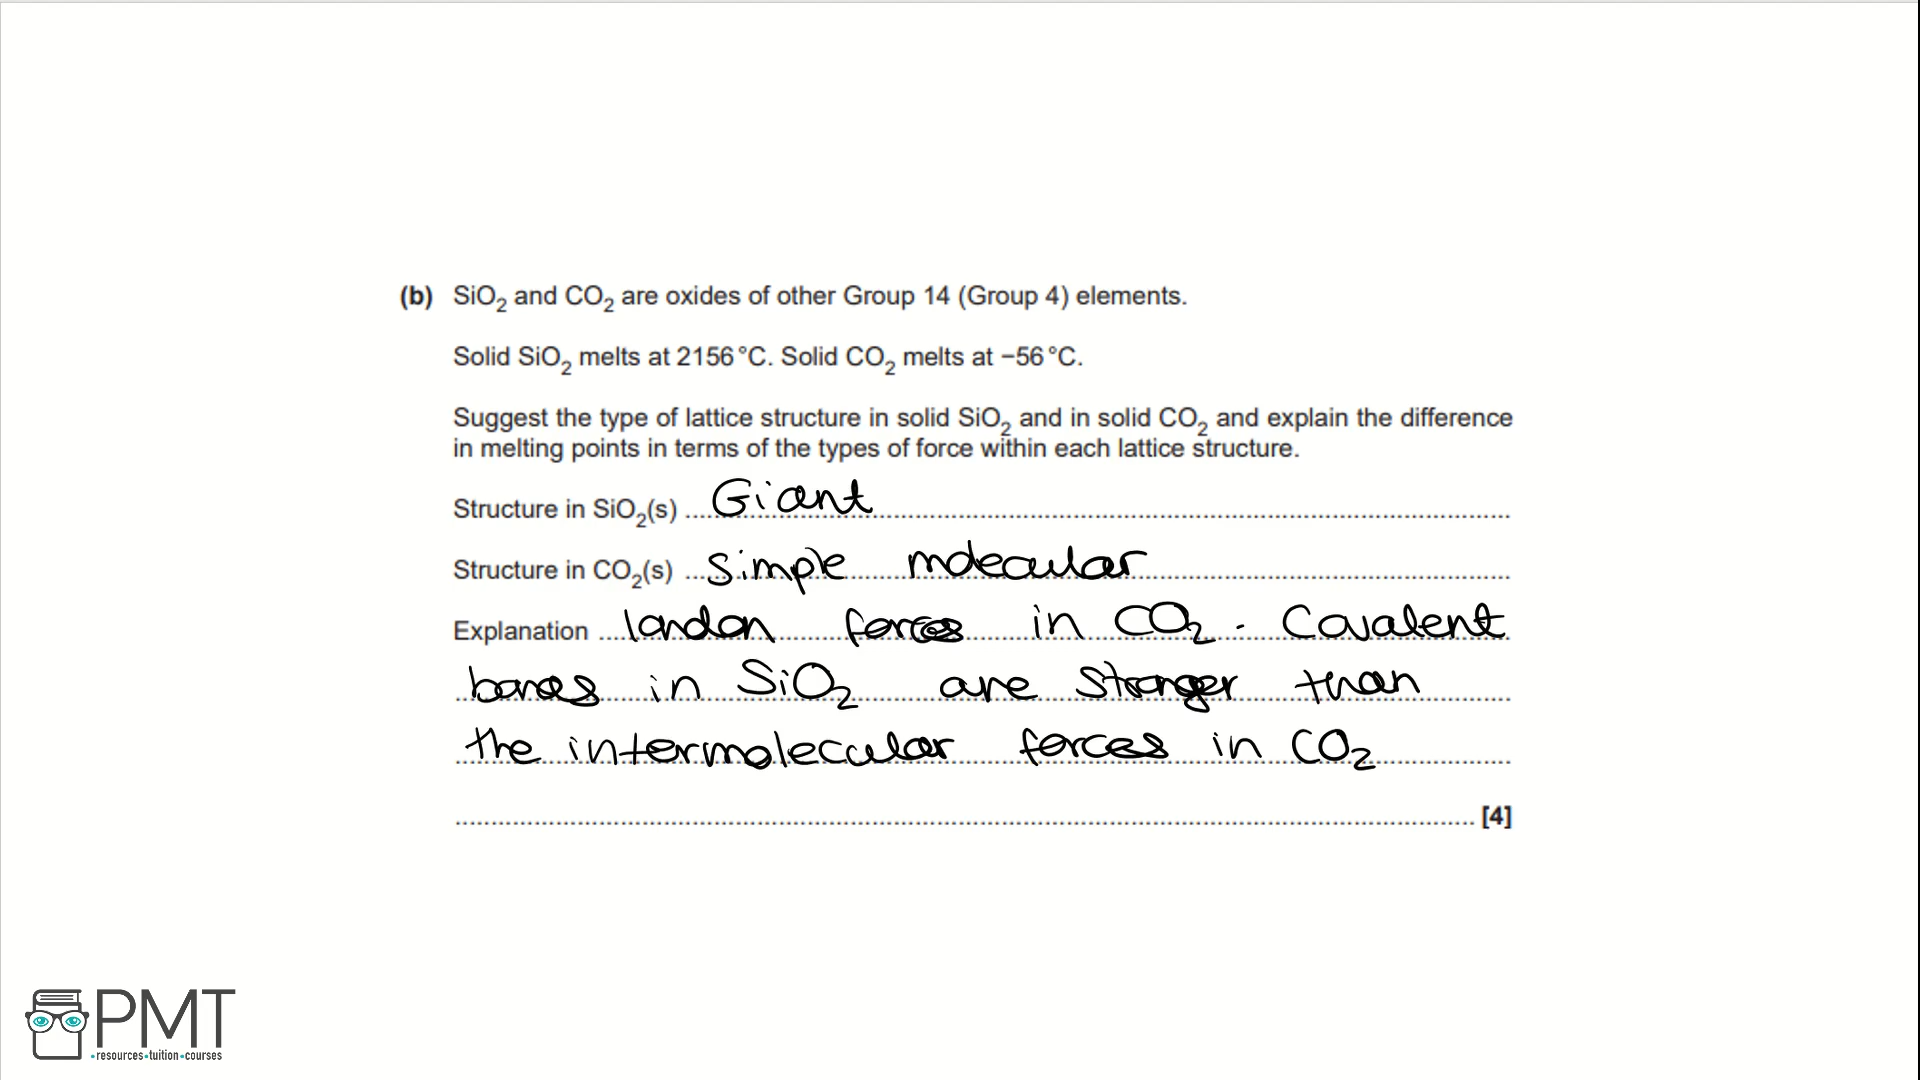 (b) SiO₂ and CO₂ are oxides of other Group 14 (Group 4) elements.
Solid SiO₂ melts at 2156 °C. Solid CO₂ melts at −56 °C.
Suggest the type of lattice structure in solid SiO₂ and in solid CO₂ and explain the difference
in melting points in terms of the types of force within each lattice structure.
Structure in SiO₂(s) Giant
Structure in CO₂(s) simple molecular
Explanation london forces in CO₂. Covalent
bonds in SiO₂ are stronger than
the intermolecular forces in CO₂
[4]
PMT
•resources•tuition•courses